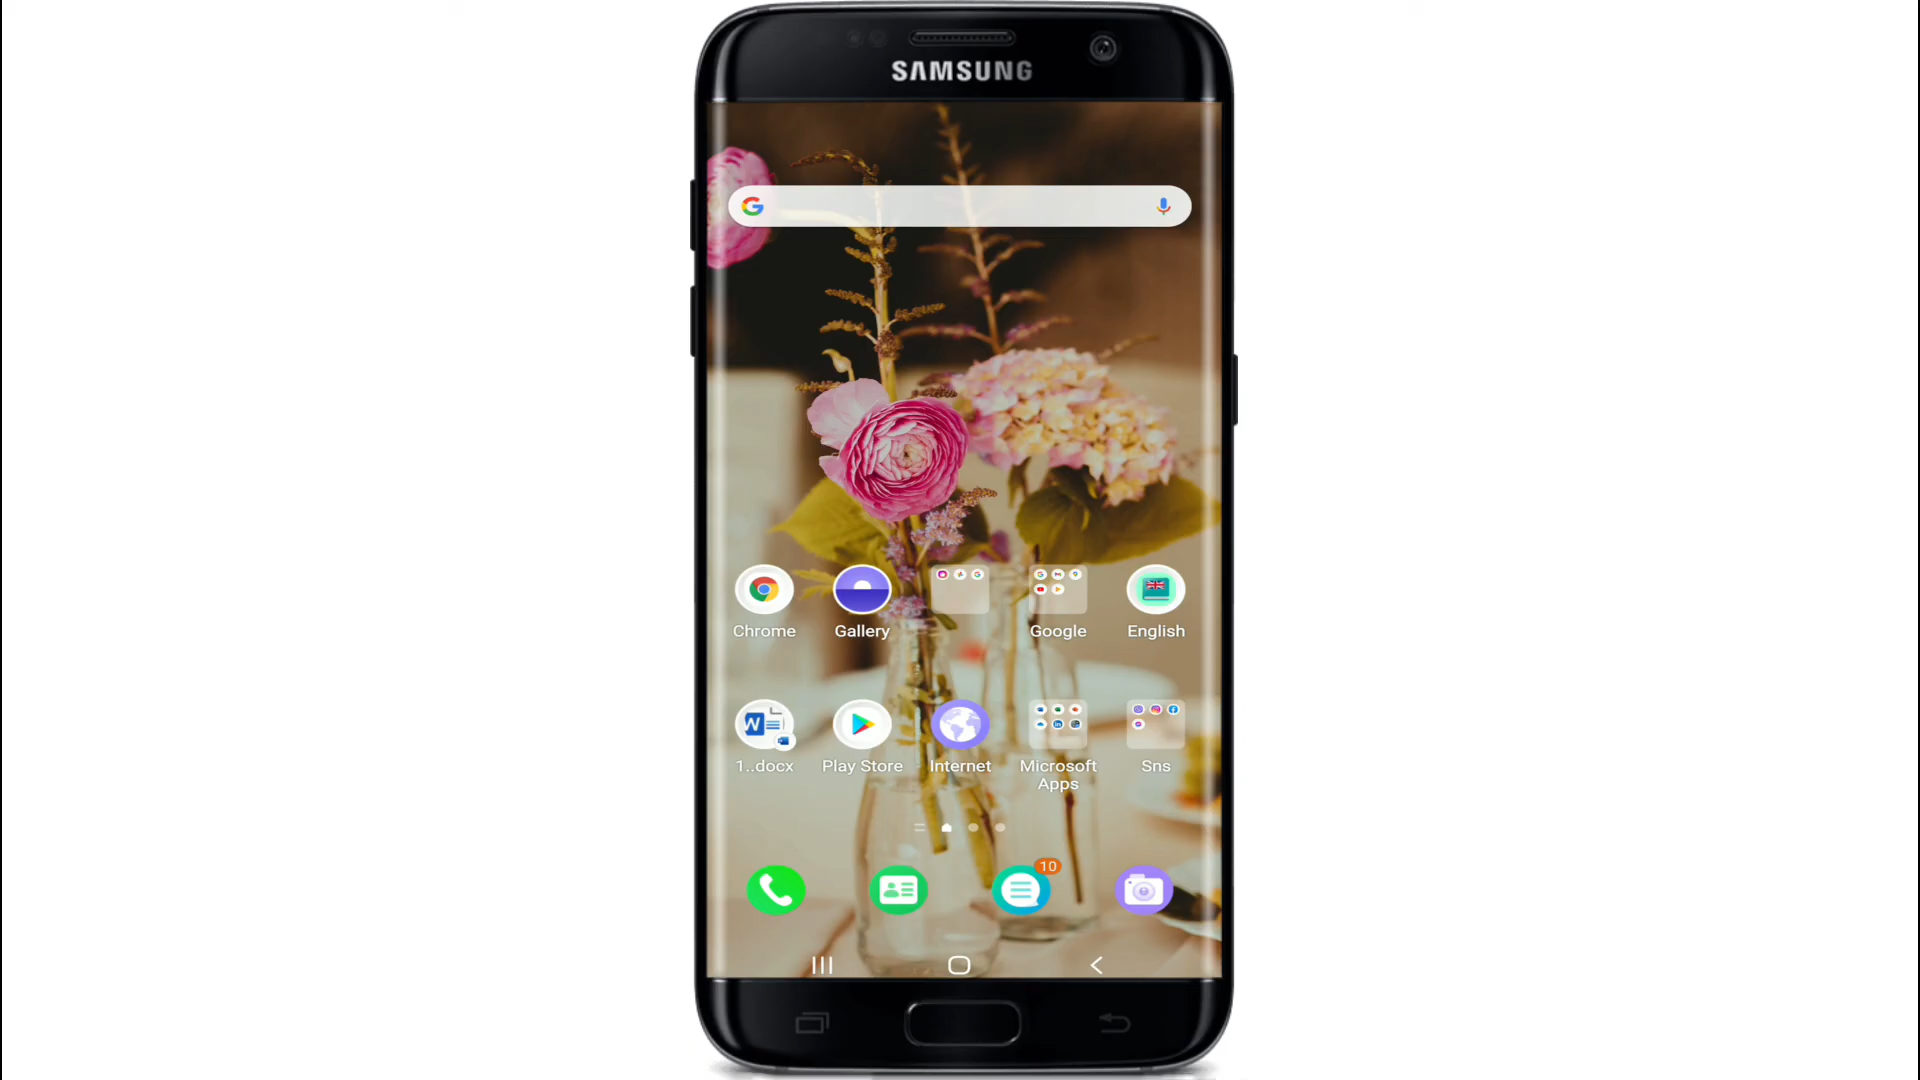 SAMSUNG
Chrome
Gallery
Google
English
1..docx
Play Store
Internet
Microsoft
Apps
Sns
10